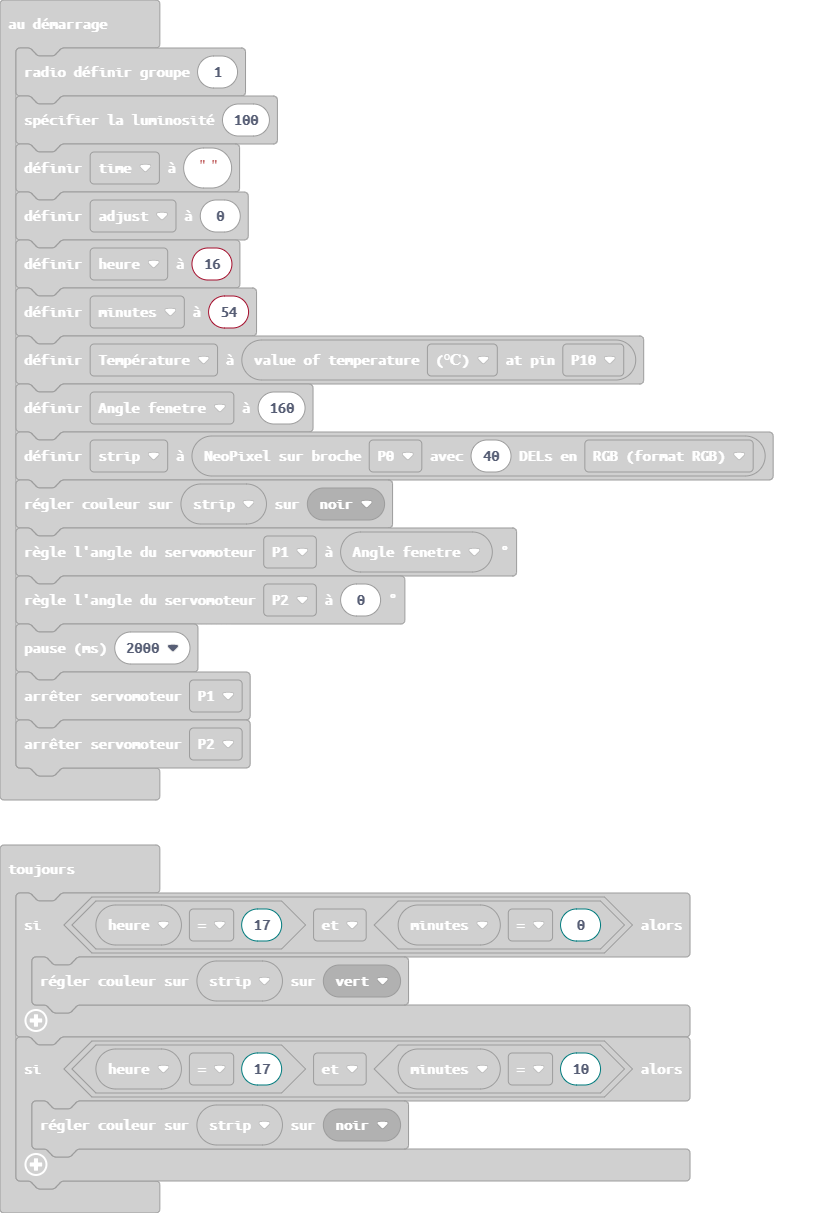 au démarrage
radio définir groupe 1
spécifier la luminosité 100
définir time à " "
définir adjust à 0
définir heure à 16
définir minutes à 54
définir Température à value of temperature (℃) at pin P10
définir Angle fenetre à 160
définir strip à NeoPixel sur broche P0 avec 40 DELs en RGB (format RGB)
régler couleur sur strip sur noir
règle l'angle du servomoteur P1 à Angle fenetre °
règle l'angle du servomoteur P2 à 0 °
pause (ms) 2000
arrêter servomoteur P1
arrêter servomoteur P2
toujours
si heure = 17 et minutes = 0 alors
régler couleur sur strip sur vert
si heure = 17 et minutes = 10 alors
régler couleur sur strip sur noir